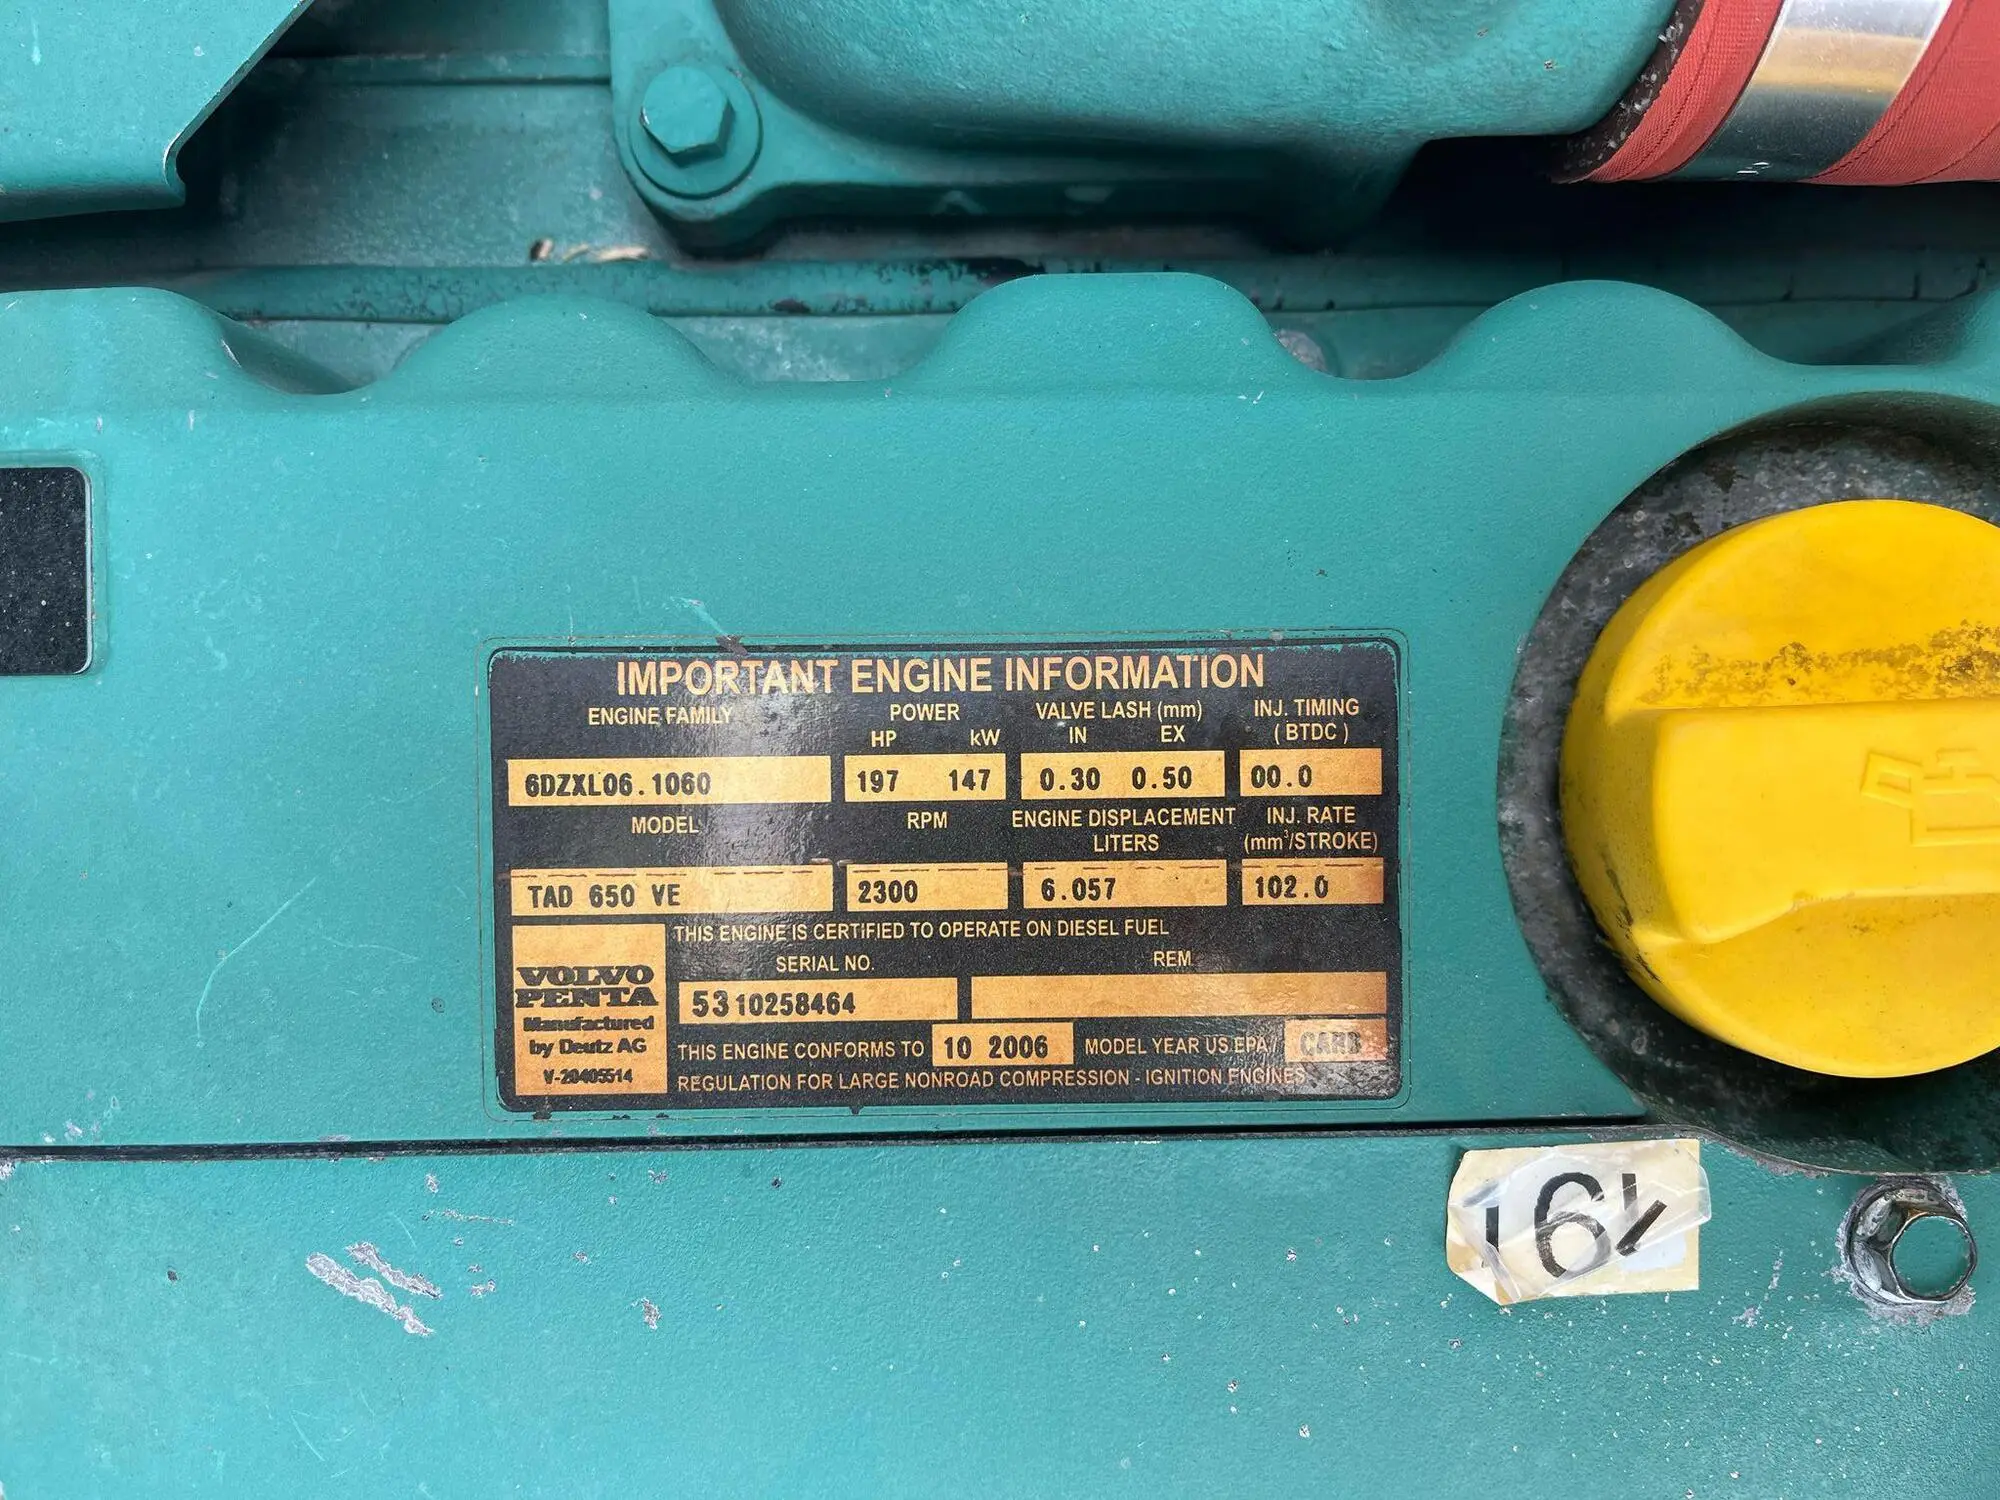 IMPORTANT ENGINE INFORMATION
ENGINE FAMILY POWER VALVE LASH (mm) INJ. TIMING
HP kW IN EX (BTDC)
6DZXL06.1060 197 147 0.30 0.50 00.0
MODEL RPM ENGINE DISPLACEMENT INJ. RATE
LITERS (mm³/STROKE)
TAD 650 VE 2300 6.057 102.0
THIS ENGINE IS CERTIFIED TO OPERATE ON DIESEL FUEL
SERIAL NO. REM
VOLVO
PENTA
5310258464
Manufactured
by Deutz AG
V-20405514
THIS ENGINE CONFORMS TO 10 2006 MODEL YEAR US EPA / CARB
REGULATION FOR LARGE NONROAD COMPRESSION - IGNITION ENGINES